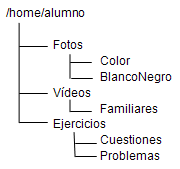 /home/alumno
Fotos
Color
BlancoNegro
Vídeos
Familiares
Ejercicios
Cuestiones
Problemas